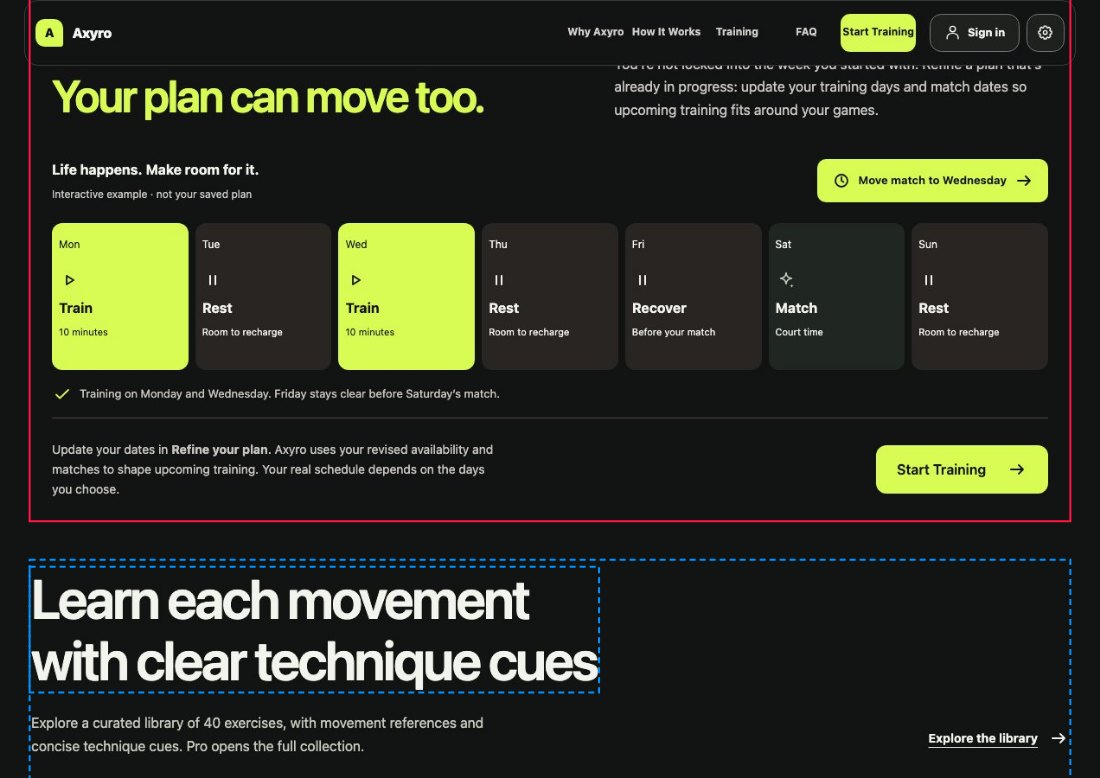 A Axyro Why Axyro How It Works Training FAQ Start Training Sign in
Your plan can move too.
You're not locked into the week you started with. Refine a plan that's
already in progress: update your training days and match dates so
upcoming training fits around your games.
Life happens. Make room for it.
Interactive example · not your saved plan
Move match to Wednesday →
Mon
Train
10 minutes
Tue
Rest
Room to recharge
Wed
Train
10 minutes
Thu
Rest
Room to recharge
Fri
Recover
Before your match
Sat
Match
Court time
Sun
Rest
Room to recharge
Training on Monday and Wednesday. Friday stays clear before Saturday's match.
Update your dates in Refine your plan. Axyro uses your revised availability and
matches to shape upcoming training. Your real schedule depends on the days
you choose.
Start Training →
Learn each movement
with clear technique cues
Explore a curated library of 40 exercises, with movement references and
concise technique cues. Pro opens the full collection.
Explore the library →